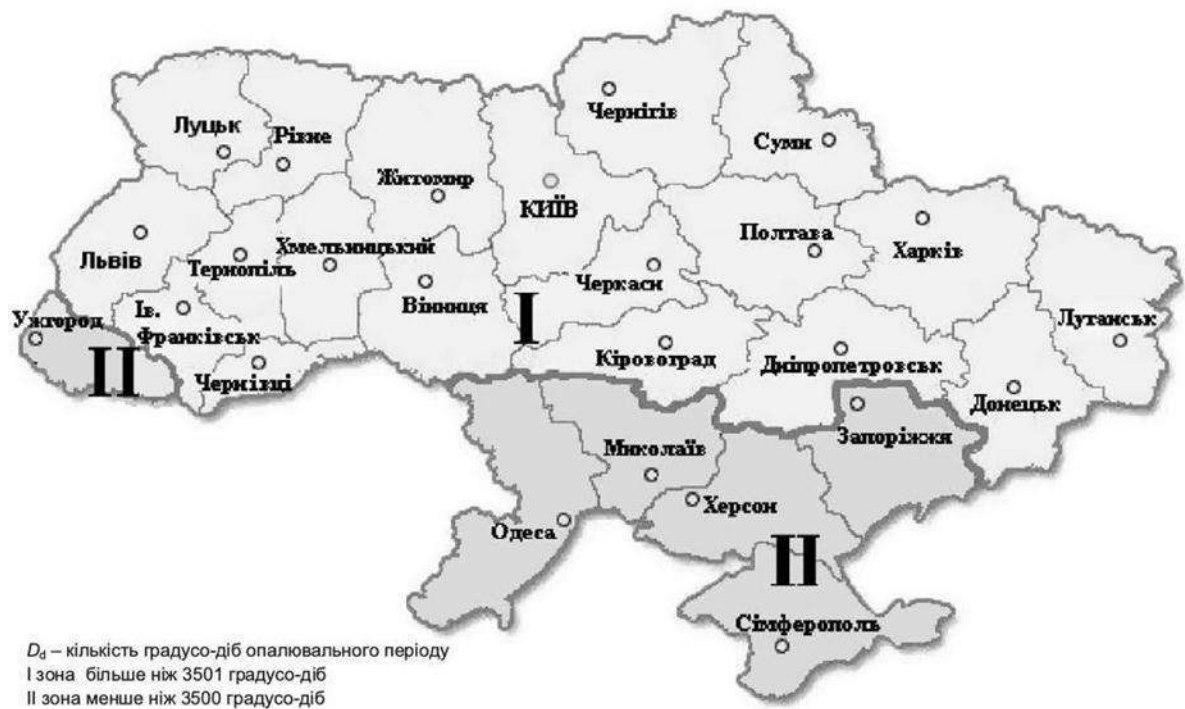 Чернігів
Луцьк
Рівне
Суми
Житомир
КИЇВ
Львів
Тернопіль
Хмельницький
Полтава
Харків
Черкаси
Вінниця
I
Ужгород
Ів.
Франківськ
II
Чернівці
Кіровоград
Дніпропетровськ
Луганськ
Донецьк
Запоріжжя
Миколаїв
Херсон
Одеса
II
Сімферополь
Dd – кількість градусо-діб опалювального періоду
I зона більше ніж 3501 градусо-діб
II зона менше ніж 3500 градусо-діб